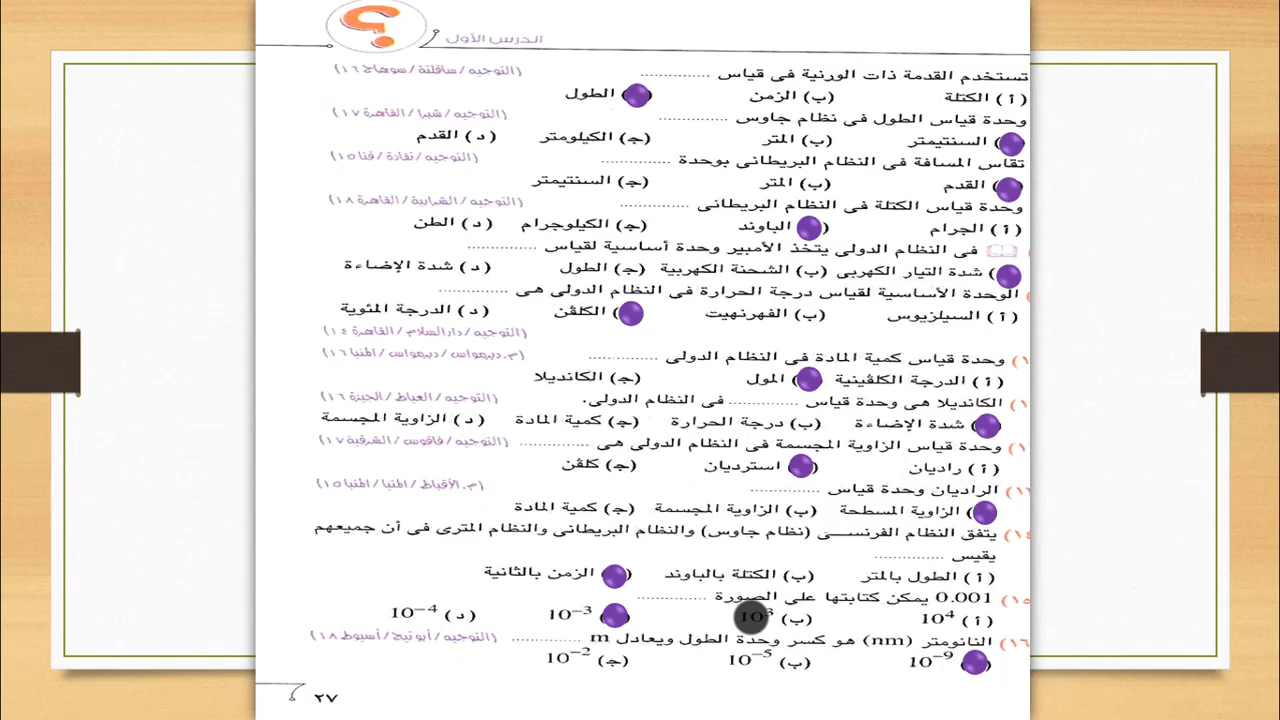 ؟
الدرس الأول
تستخدم القدمة ذات الورنية فى قياس ............ (التوجيه/ساقلتة/سوهاج ١٦)
(أ) الكتلة (ب) الزمن الطول
وحدة قياس الطول فى نظام جاوس ............ (التوجيه/شبرا/القاهرة ١٧)
السنتيمتر (ب) المتر (جـ) الكيلومتر (د) القدم
تقاس المسافة فى النظام البريطانى بوحدة ............ (التوجيه/نقادة/قنا ١٥)
القدم (ب) المتر (جـ) السنتيمتر
وحدة قياس الكتلة فى النظام البريطانى ............ (التوجيه/الشرابية/القاهرة ١٨)
(أ) الجرام الباوند (جـ) الكيلوجرام (د) الطن
فى النظام الدولى يتخذ الأمبير وحدة أساسية لقياس ............
شدة التيار الكهربى (ب) الشحنة الكهربية (جـ) الطول (د) شدة الإضاءة
الوحدة الأساسية لقياس درجة الحرارة فى النظام الدولى هى ............
(أ) السيلزيوس (ب) الفهرنهيت الكلڤن (د) الدرجة المئوية
(التوجيه/دار السلام/القاهرة ١٤)
وحدة قياس كمية المادة فى النظام الدولى ............ (م.ديرمواس/ديرمواس/المنيا ١٦)
(أ) الدرجة الكلڤينية المول (جـ) الكانديلا
الكانديلا هى وحدة قياس ............ فى النظام الدولى. (التوجيه/العياط/الجيزة ١٦)
شدة الإضاءة (ب) درجة الحرارة (جـ) كمية المادة (د) الزاوية المجسمة
وحدة قياس الزاوية المجسمة فى النظام الدولى هى ............ (التوجيه/فاقوس/الشرقية ١٧)
(أ) راديان استرديان (جـ) كلڤن
الراديان وحدة قياس ............ (م.الأقباط/المنيا/المنيا ١٥)
الزاوية المسطحة (ب) الزاوية المجسمة (جـ) كمية المادة
١٤) يتفق النظام الفرنسى (نظام جاوس) والنظام البريطانى والنظام المترى فى أن جميعهم
يقيس ............
(أ) الطول بالمتر (ب) الكتلة بالباوند الزمن بالثانية
١٥) 0.001 يمكن كتابتها على الصورة ............
(أ) 10⁴ (ب) 10³ 10⁻³ (د) 10⁻⁴
١٦) النانومتر (nm) هو كسر وحدة الطول ويعادل m ............ (التوجيه/أبو تيج/أسيوط ١٨)
10⁻⁹ (ب) 10⁻⁵ (جـ) 10⁻²
٢٧